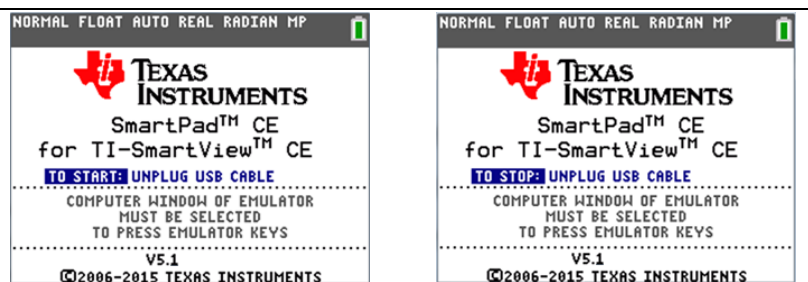 NORMAL FLOAT AUTO REAL RADIAN MP
TEXAS
INSTRUMENTS
SmartPad™ CE
for TI-SmartView™ CE
TO START: UNPLUG USB CABLE
COMPUTER WINDOW OF EMULATOR
MUST BE SELECTED
TO PRESS EMULATOR KEYS
V5.1
©2006-2015 TEXAS INSTRUMENTS
NORMAL FLOAT AUTO REAL RADIAN MP
TEXAS
INSTRUMENTS
SmartPad™ CE
for TI-SmartView™ CE
TO STOP: UNPLUG USB CABLE
COMPUTER WINDOW OF EMULATOR
MUST BE SELECTED
TO PRESS EMULATOR KEYS
V5.1
©2006-2015 TEXAS INSTRUMENTS